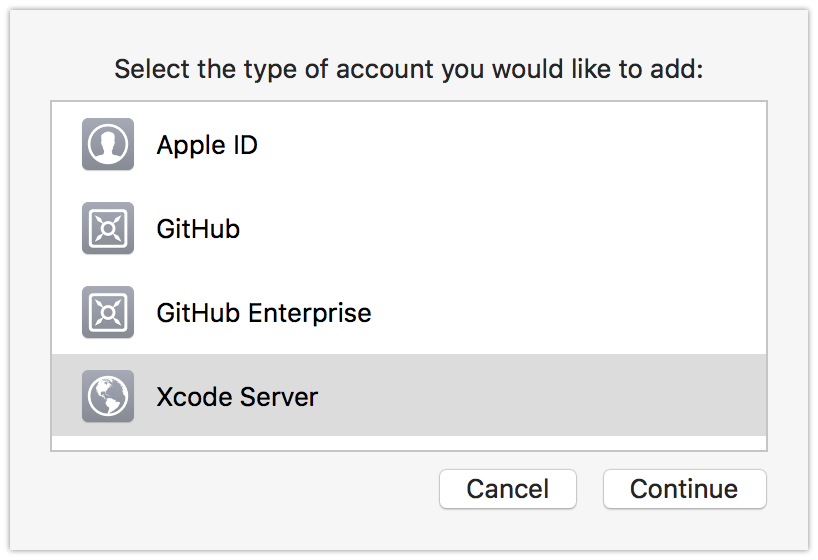 Select the type of account you would like to add:
Apple ID
GitHub
GitHub Enterprise
Xcode Server
Cancel
Continue